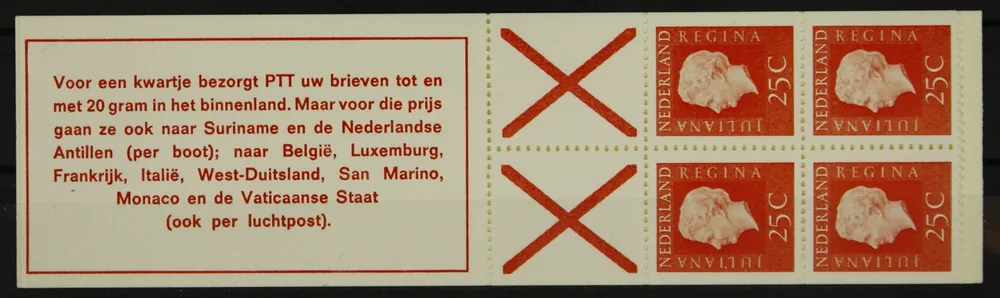 Voor een kwartje bezorgt PTT uw brieven tot en
met 20 gram in het binnenland. Maar voor die prijs
gaan ze ook naar Suriname en de Nederlandse
Antillen (per boot); naar België, Luxemburg,
Frankrijk, Italië, West-Duitsland, San Marino,
Monaco en de Vaticaanse Staat
(ook per luchtpost).
NEDERLAND
REGINA
25C
JULIANA
NEDERLAND
REGINA
25C
JULIANA
NEDERLAND
REGINA
25C
JULIANA
NEDERLAND
REGINA
25C
JULIANA